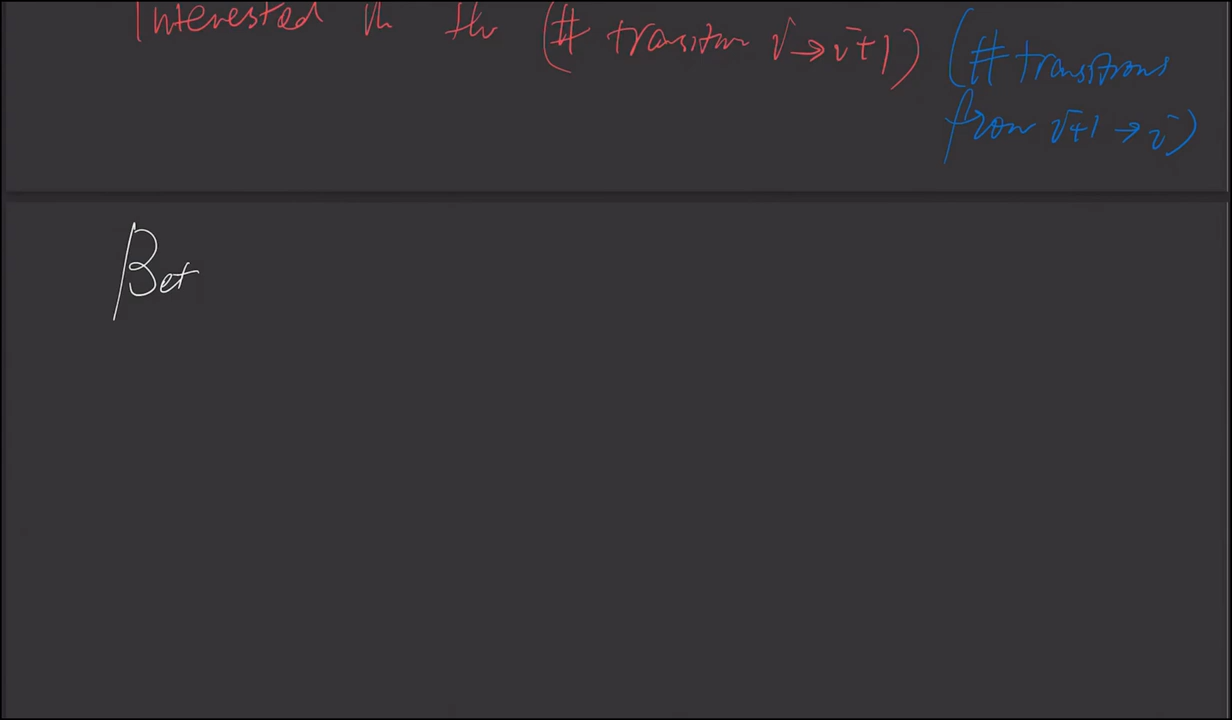 Interested in the (# transition i → i+1) (# transitions
from i+1 → i)
Bet